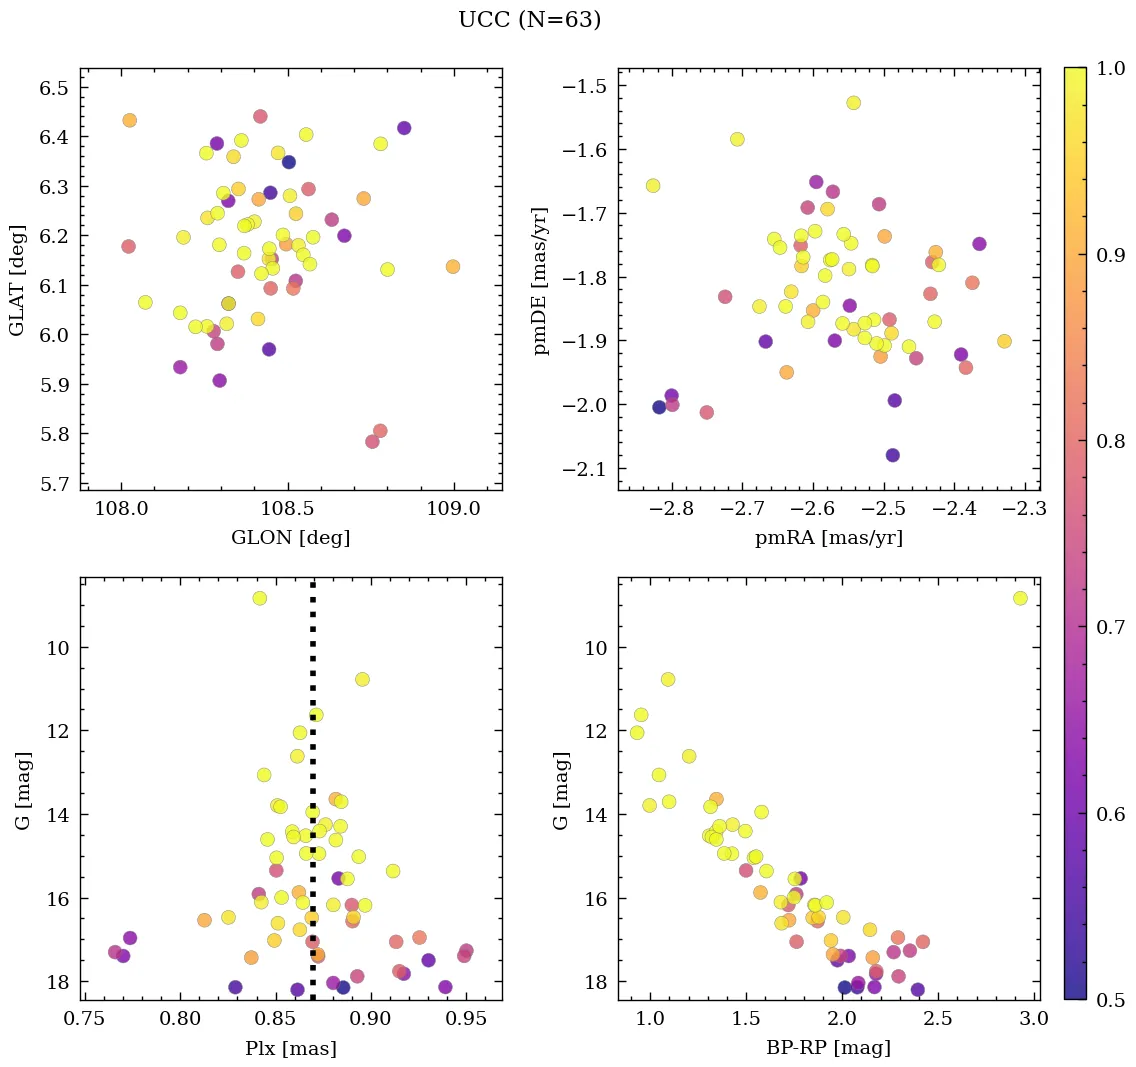 UCC (N=63)
6.5
6.4
6.3
6.2
6.1
6.0
5.9
5.8
5.7
GLAT [deg]
108.0 108.5 109.0
GLON [deg]
−1.5
−1.6
−1.7
−1.8
−1.9
−2.0
−2.1
pmDE [mas/yr]
−2.8 −2.7 −2.6 −2.5 −2.4 −2.3
pmRA [mas/yr]
10
12
14
16
18
G [mag]
0.75 0.80 0.85 0.90 0.95
Plx [mas]
10
12
14
16
18
G [mag]
1.0 1.5 2.0 2.5 3.0
BP-RP [mag]
1.0
0.9
0.8
0.7
0.6
0.5